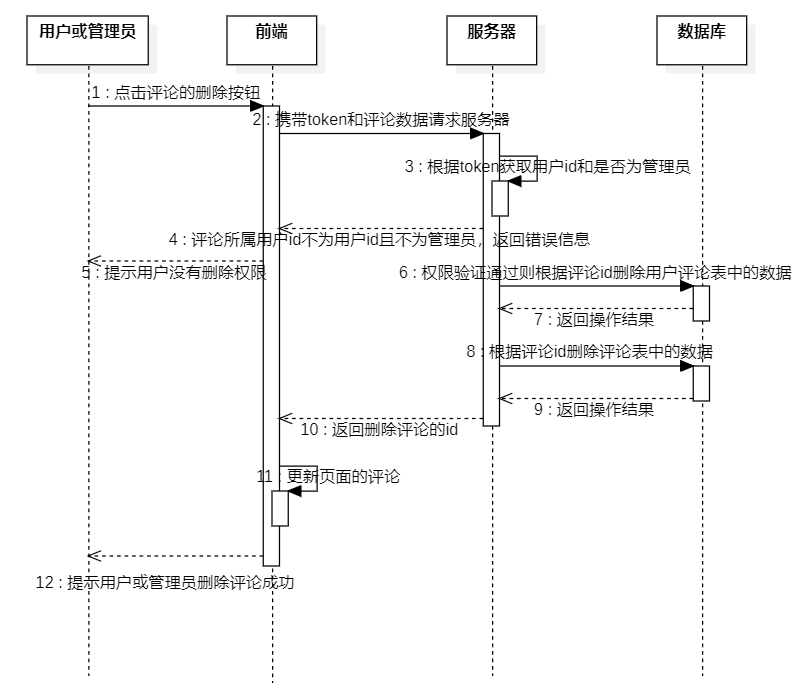 用户或管理员
前端
服务器
数据库
1 : 点击评论的删除按钮
2 : 携带token和评论数据请求服务器
3 : 根据token获取用户id和是否为管理员
4 : 评论所属用户id不为用户id且不为管理员，返回错误信息
5 : 提示用户没有删除权限
6 : 权限验证通过则根据评论id删除用户评论表中的数据
7 : 返回操作结果
8 : 根据评论id删除评论表中的数据
9 : 返回操作结果
10 : 返回删除评论的id
11 : 更新页面的评论
12 : 提示用户或管理员删除评论成功